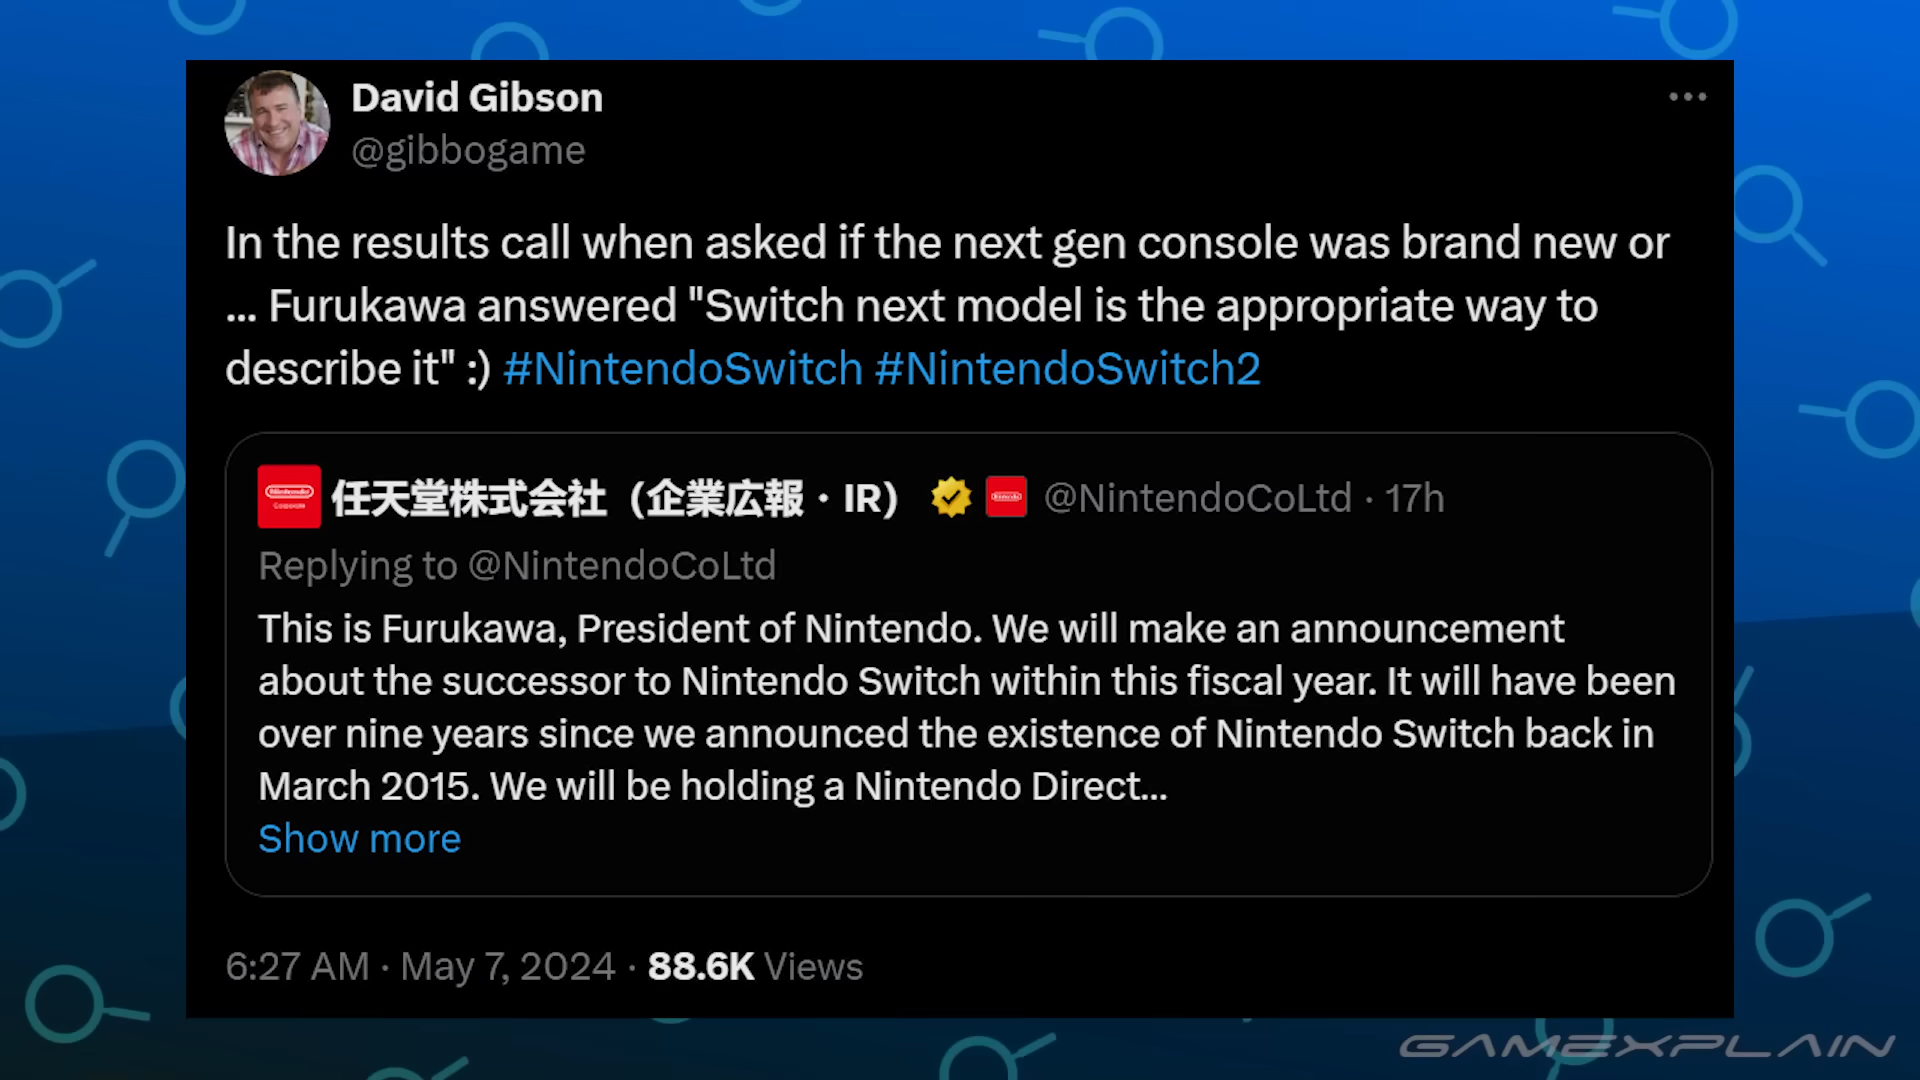 David Gibson
@gibbogame
In the results call when asked if the next gen console was brand new or
... Furukawa answered "Switch next model is the appropriate way to
describe it" :) #NintendoSwitch #NintendoSwitch2
任天堂株式会社（企業広報・IR） @NintendoCoLtd · 17h
Replying to @NintendoCoLtd
This is Furukawa, President of Nintendo. We will make an announcement
about the successor to Nintendo Switch within this fiscal year. It will have been
over nine years since we announced the existence of Nintendo Switch back in
March 2015. We will be holding a Nintendo Direct...
Show more
6:27 AM · May 7, 2024 · 88.6K Views
GAMEXPLAIN